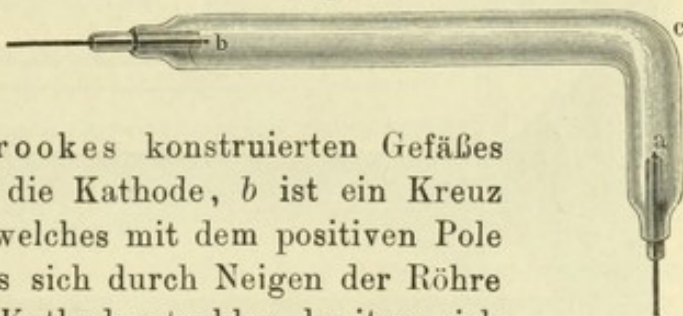 b
c
a
rookes konstruierten Gefäßes
die Kathode, b ist ein Kreuz
welches mit dem positiven Pole
s sich durch Neigen der Röhre